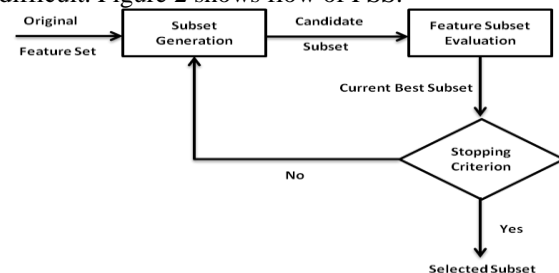 difficult. Figure 2 shows flow of FSS.
Original
Feature Set
Subset
Generation
Candidate
Subset
Feature Subset
Evaluation
Current Best Subset
Stopping
Criterion
No
Yes
Selected Subset